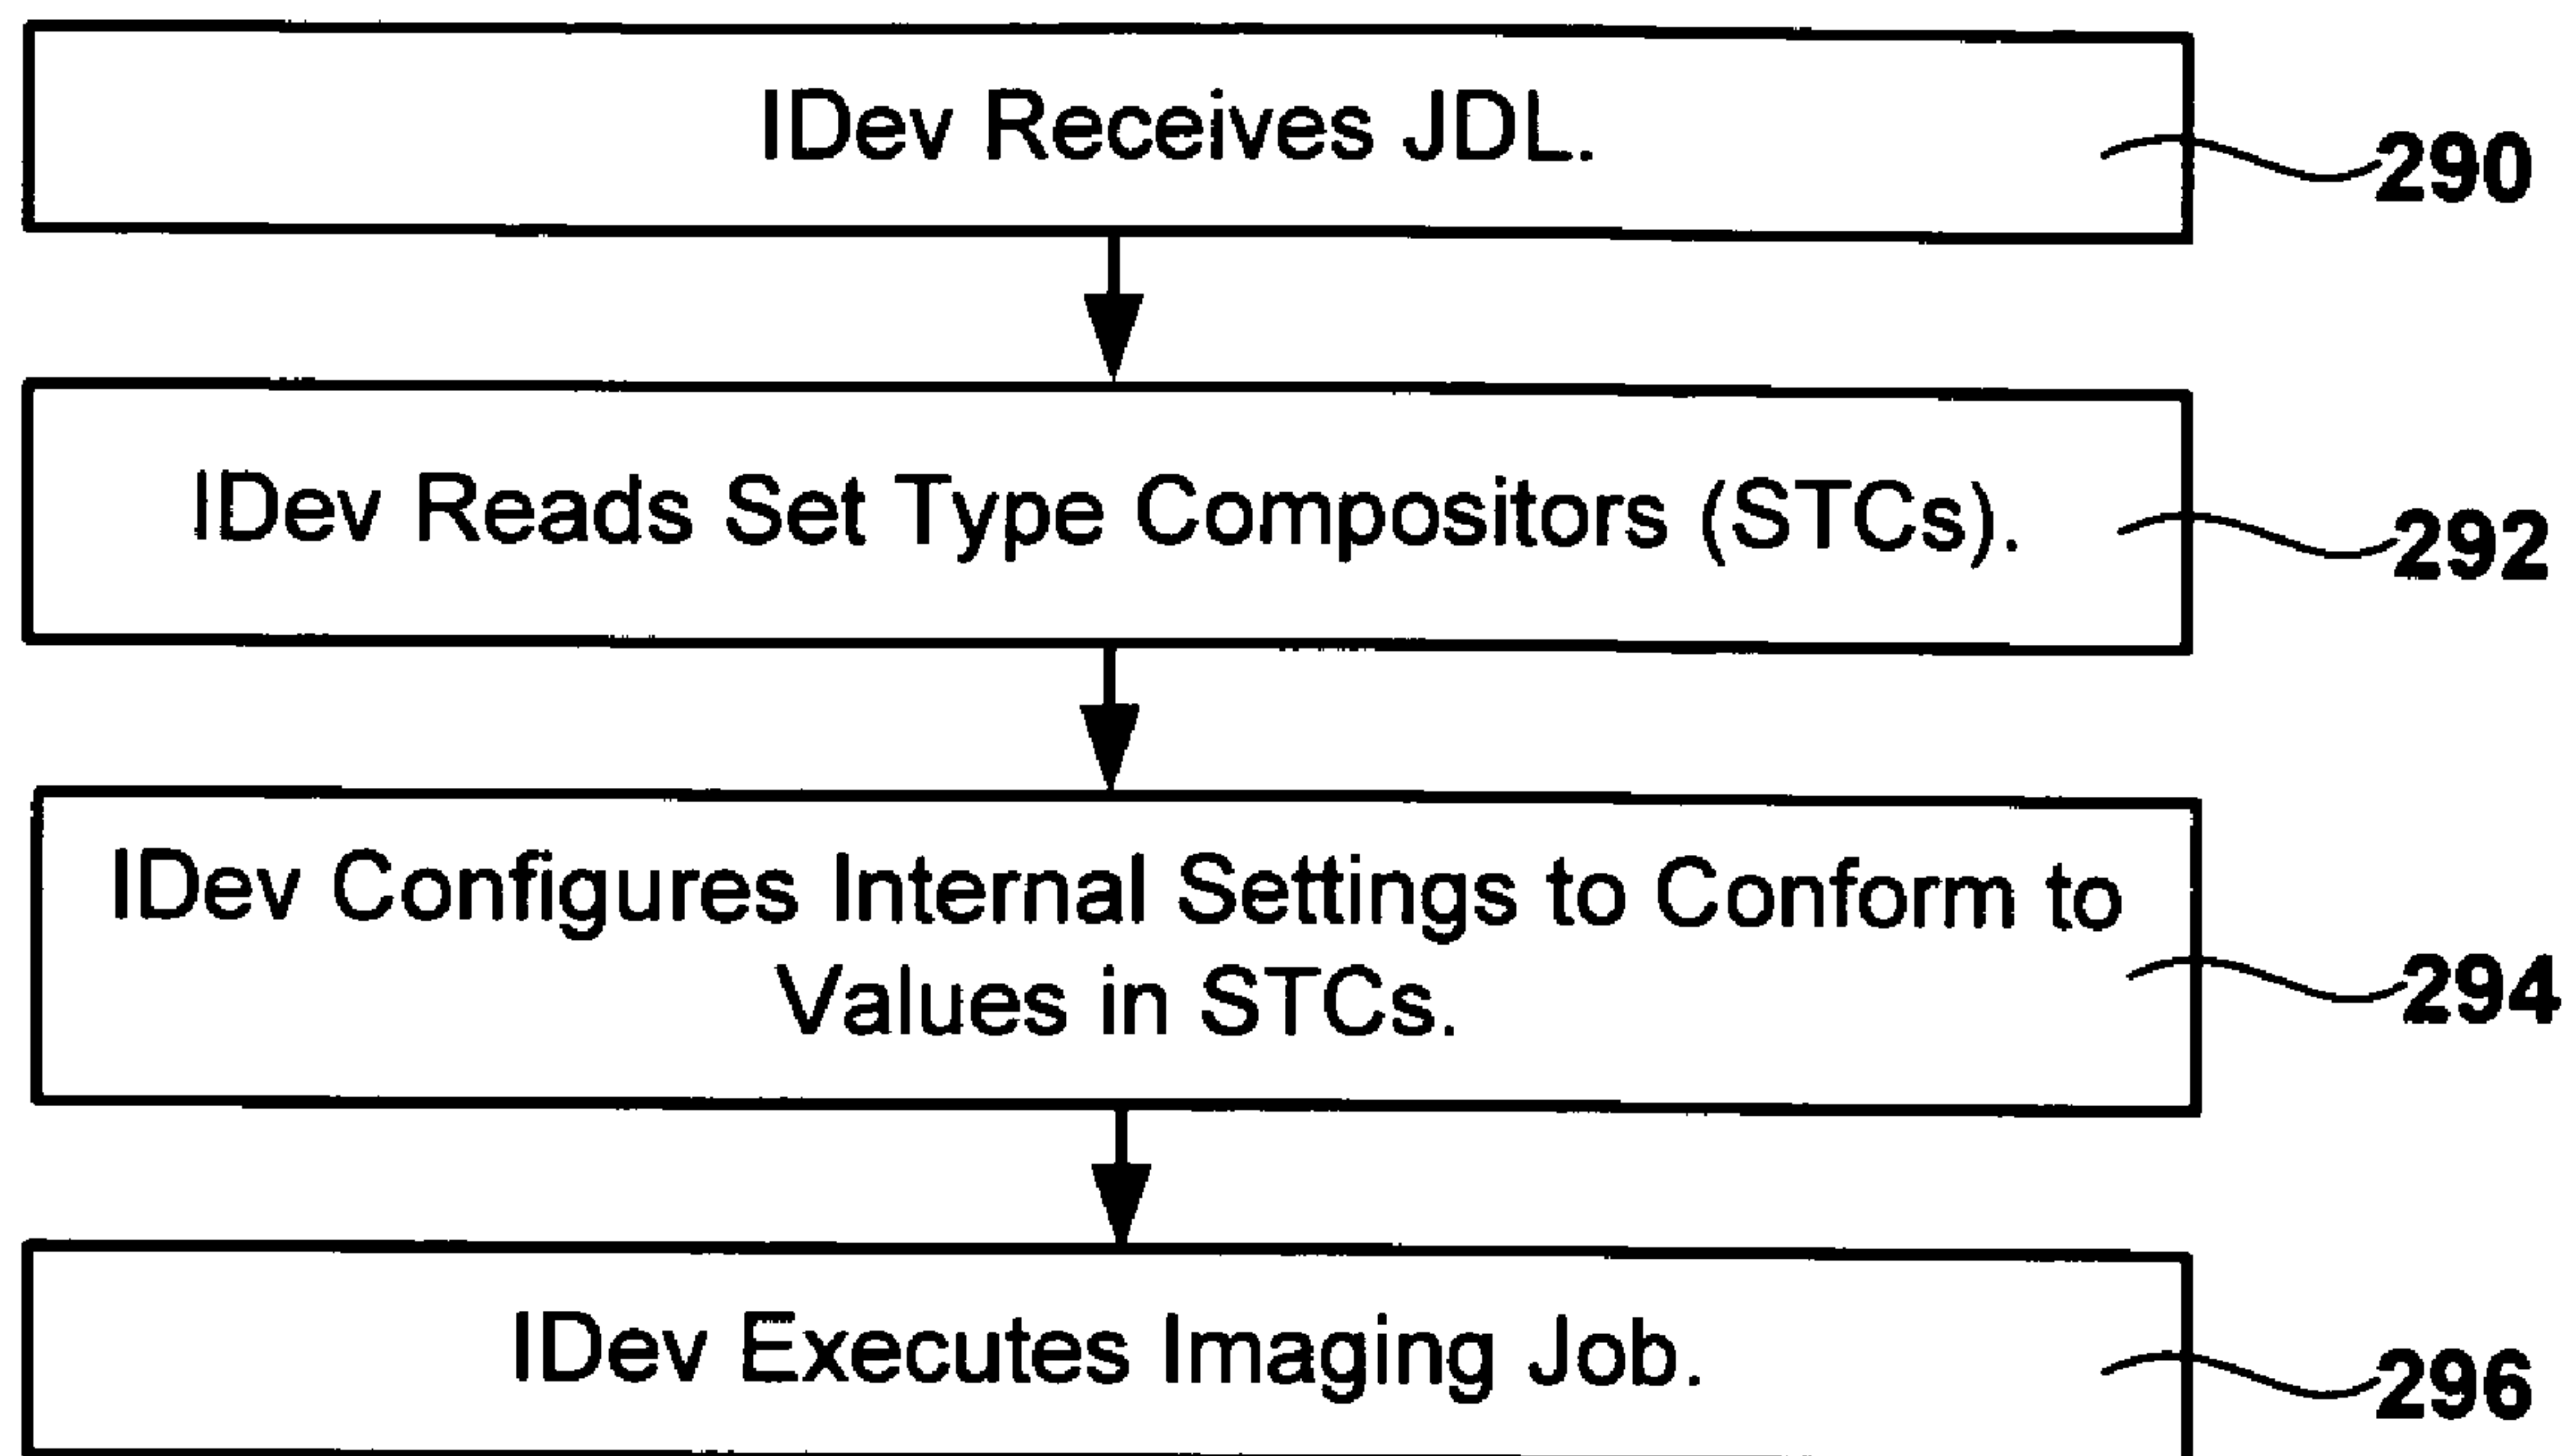 IDev Receives JDL.
290
IDev Reads Set Type Compositors (STCs).
292
IDev Configures Internal Settings to Conform to
Values in STCs.
294
IDev Executes Imaging Job.
296